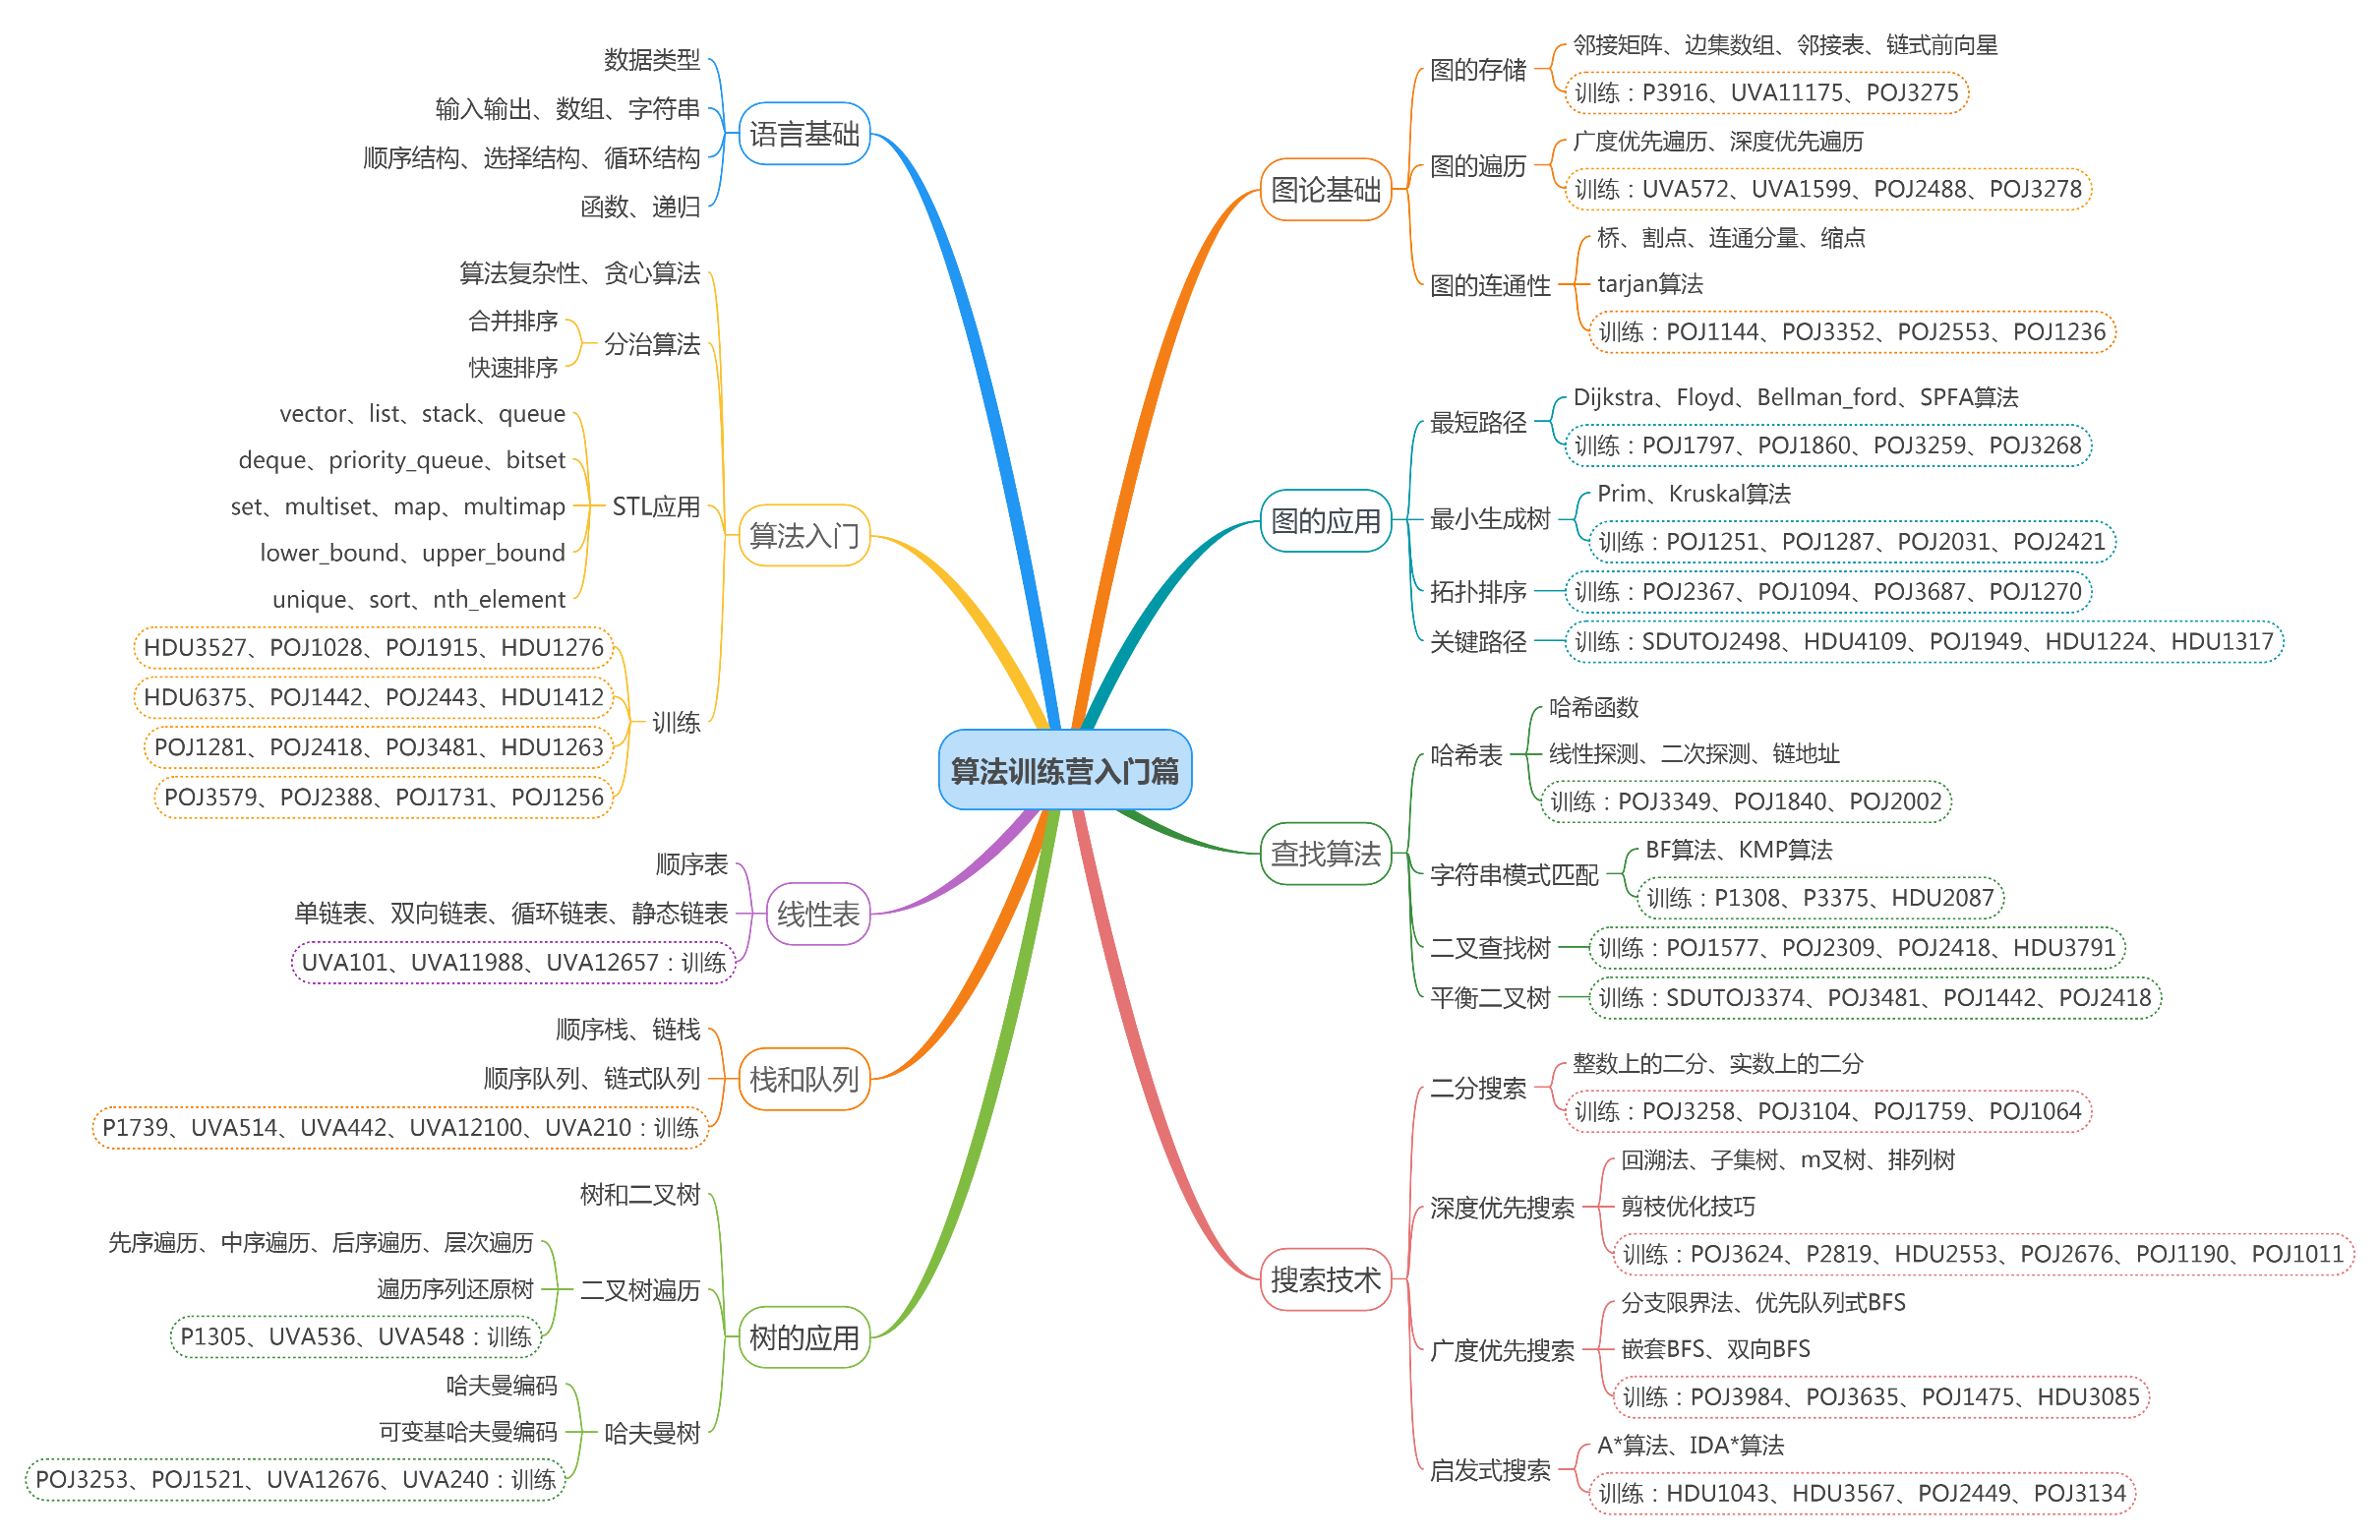 算法训练营入门篇
语言基础
数据类型
输入输出、数组、字符串
顺序结构、选择结构、循环结构
函数、递归
算法入门
算法复杂性、贪心算法
分治算法
合并排序
快速排序
STL应用
vector、list、stack、queue
deque、priority_queue、bitset
set、multiset、map、multimap
lower_bound、upper_bound
unique、sort、nth_element
训练
HDU3527、POJ1028、POJ1915、HDU1276
HDU6375、POJ1442、POJ2443、HDU1412
POJ1281、POJ2418、POJ3481、HDU1263
POJ3579、POJ2388、POJ1731、POJ1256
线性表
顺序表
单链表、双向链表、循环链表、静态链表
UVA101、UVA11988、UVA12657：训练
栈和队列
顺序栈、链栈
顺序队列、链式队列
P1739、UVA514、UVA442、UVA12100、UVA210：训练
树的应用
树和二叉树
二叉树遍历
先序遍历、中序遍历、后序遍历、层次遍历
遍历序列还原树
P1305、UVA536、UVA548：训练
哈夫曼树
哈夫曼编码
可变基哈夫曼编码
POJ3253、POJ1521、UVA12676、UVA240：训练
图论基础
图的存储
邻接矩阵、边集数组、邻接表、链式前向星
训练：P3916、UVA11175、POJ3275
图的遍历
广度优先遍历、深度优先遍历
训练：UVA572、UVA1599、POJ2488、POJ3278
图的连通性
桥、割点、连通分量、缩点
tarjan算法
训练：POJ1144、POJ3352、POJ2553、POJ1236
图的应用
最短路径
Dijkstra、Floyd、Bellman_ford、SPFA算法
训练：POJ1797、POJ1860、POJ3259、POJ3268
最小生成树
Prim、Kruskal算法
训练：POJ1251、POJ1287、POJ2031、POJ2421
拓扑排序
训练：POJ2367、POJ1094、POJ3687、POJ1270
关键路径
训练：SDUTOJ2498、HDU4109、POJ1949、HDU1224、HDU1317
查找算法
哈希表
哈希函数
线性探测、二次探测、链地址
训练：POJ3349、POJ1840、POJ2002
字符串模式匹配
BF算法、KMP算法
训练：P1308、P3375、HDU2087
二叉查找树
训练：POJ1577、POJ2309、POJ2418、HDU3791
平衡二叉树
训练：SDUTOJ3374、POJ3481、POJ1442、POJ2418
搜索技术
二分搜索
整数上的二分、实数上的二分
训练：POJ3258、POJ3104、POJ1759、POJ1064
深度优先搜索
回溯法、子集树、m叉树、排列树
剪枝优化技巧
训练：POJ3624、P2819、HDU2553、POJ2676、POJ1190、POJ1011
广度优先搜索
分支限界法、优先队列式BFS
嵌套BFS、双向BFS
训练：POJ3984、POJ3635、POJ1475、HDU3085
启发式搜索
A*算法、IDA*算法
训练：HDU1043、HDU3567、POJ2449、POJ3134